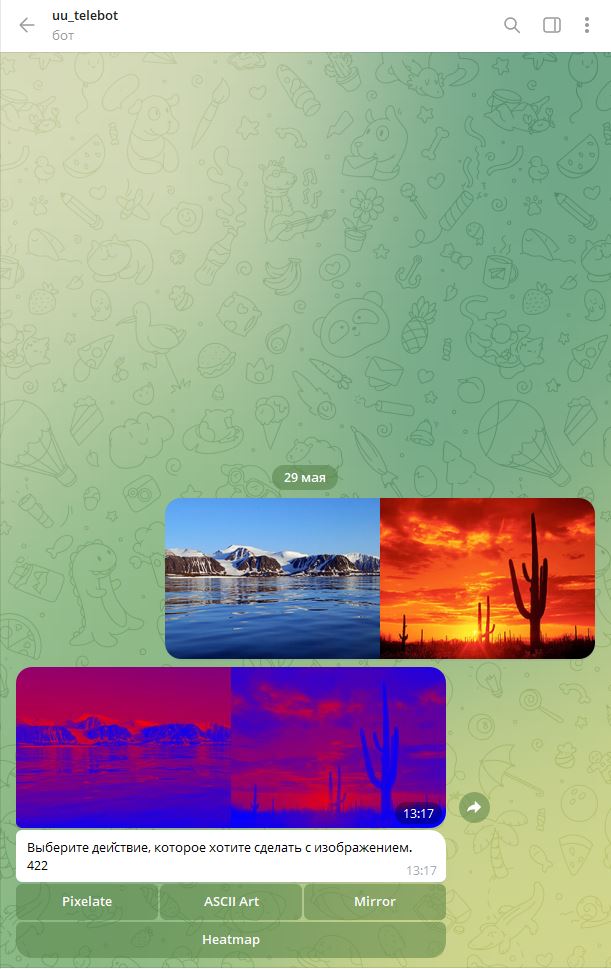 uu_telebot
бот
29 мая
13:17
Выберите действие, которое хотите сделать с изображением.
422
13:17
Pixelate
ASCII Art
Mirror
Heatmap